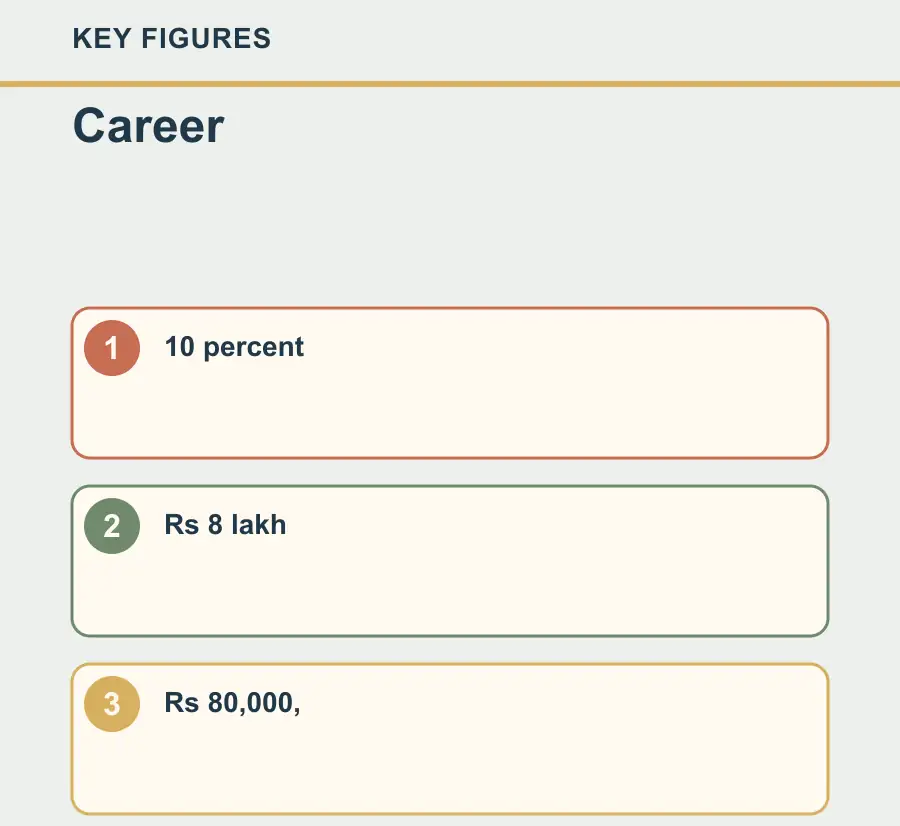 KEY FIGURES
Career
1 10 percent
2 Rs 8 lakh
3 Rs 80,000,